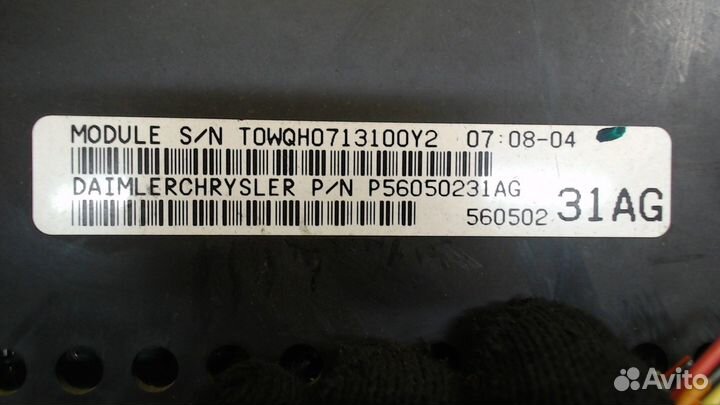 MODULE S/N T0WQH0713100Y2 07:08-04
DAIMLERCHRYSLER P/N P56050231AG
560502 31AG
Avito